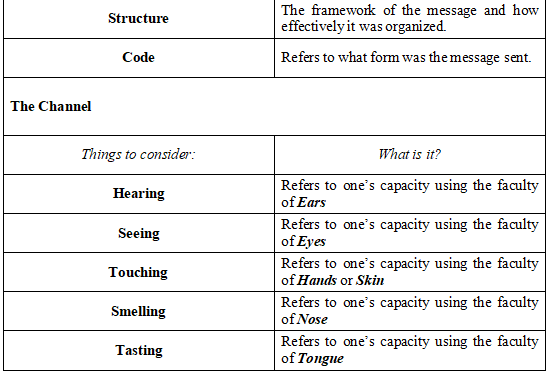 Structure
The framework of the message and how
effectively it was organized.
Code
Refers to what form was the message sent.
The Channel
Things to consider:
What is it?
Hearing
Refers to one's capacity using the faculty
of Ears
Seeing
Refers to one's capacity using the faculty
of Eyes
Touching
Refers to one's capacity using the faculty
of Hands or Skin
Smelling
Refers to one's capacity using the faculty
of Nose
Tasting
Refers to one's capacity using the faculty
of Tongue